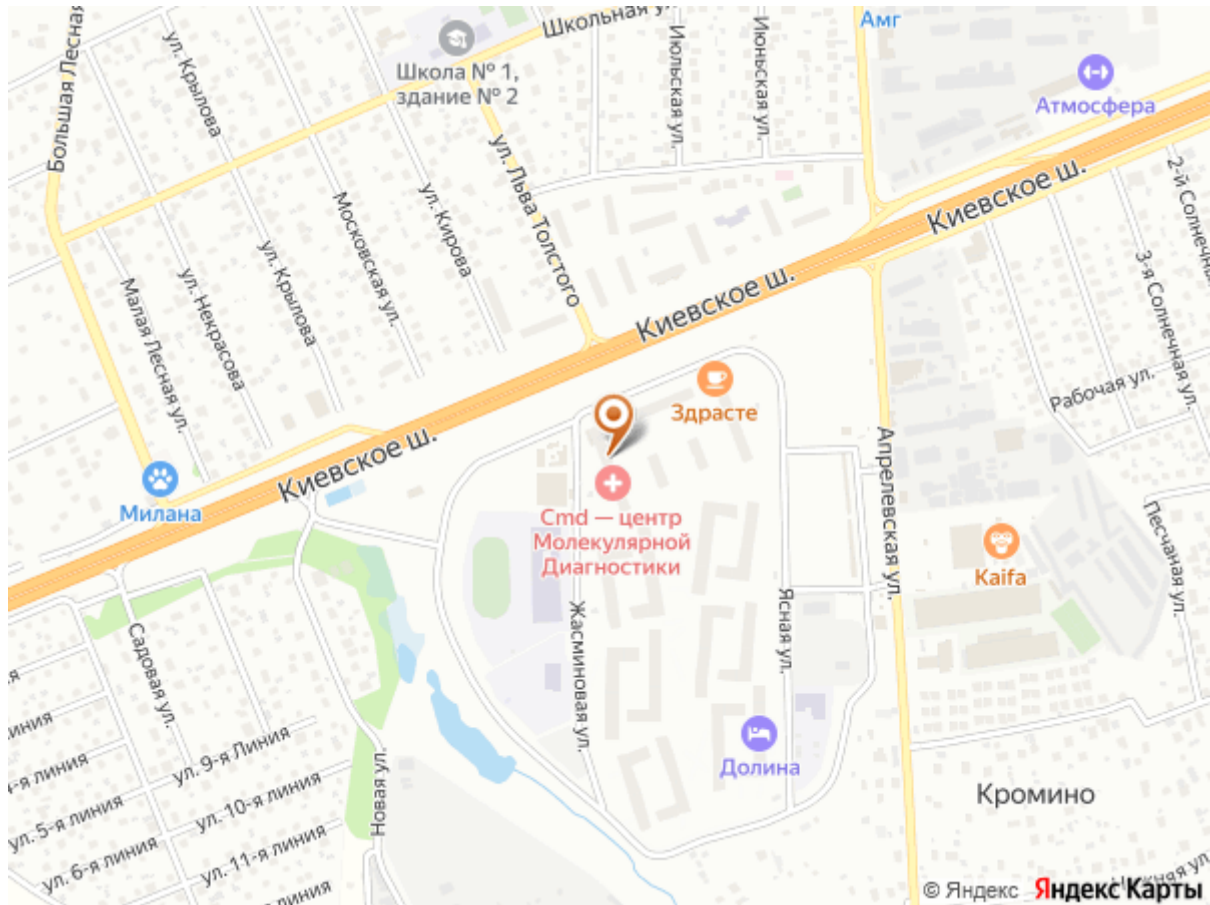 Школьная у
Амг
Школа № 1,
здание № 2
Июльская ул.
Июньская ул.
Атмосфера
Большая Лесная
ул. Крылова
ул. Льва Толстого
2-й Солнечны
Киевское ш.
Московская ул.
ул. Кирова
3-я Солнечная ул.
ул. Некрасова
ул. Крылова
Малая Лесная ул.
Киевское ш.
Рабочая ул.
Здрасте
Киевское ш.
Милана
Апрелевская ул.
Cmd — центр
Молекулярной
Диагностики
Песчаная ул.
Kaifa
Жасминовая ул.
Ясная ул.
Садовая ул.
я
линия
ул. 9-я Линия
-я линия
Долина
ул. 5-я линия
ул. 10-я линия
Новая ул.
Кромино
ул. 6-я линия
ул. 11-я линия
линия
© Яндекс Яндекс Карты